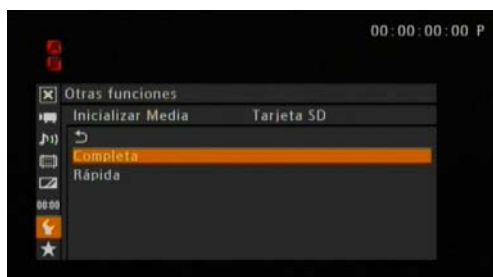 00:00:00:00 P
Otras funciones
Inicializar Media Tarjeta SD
Completa
Rápida
00:00